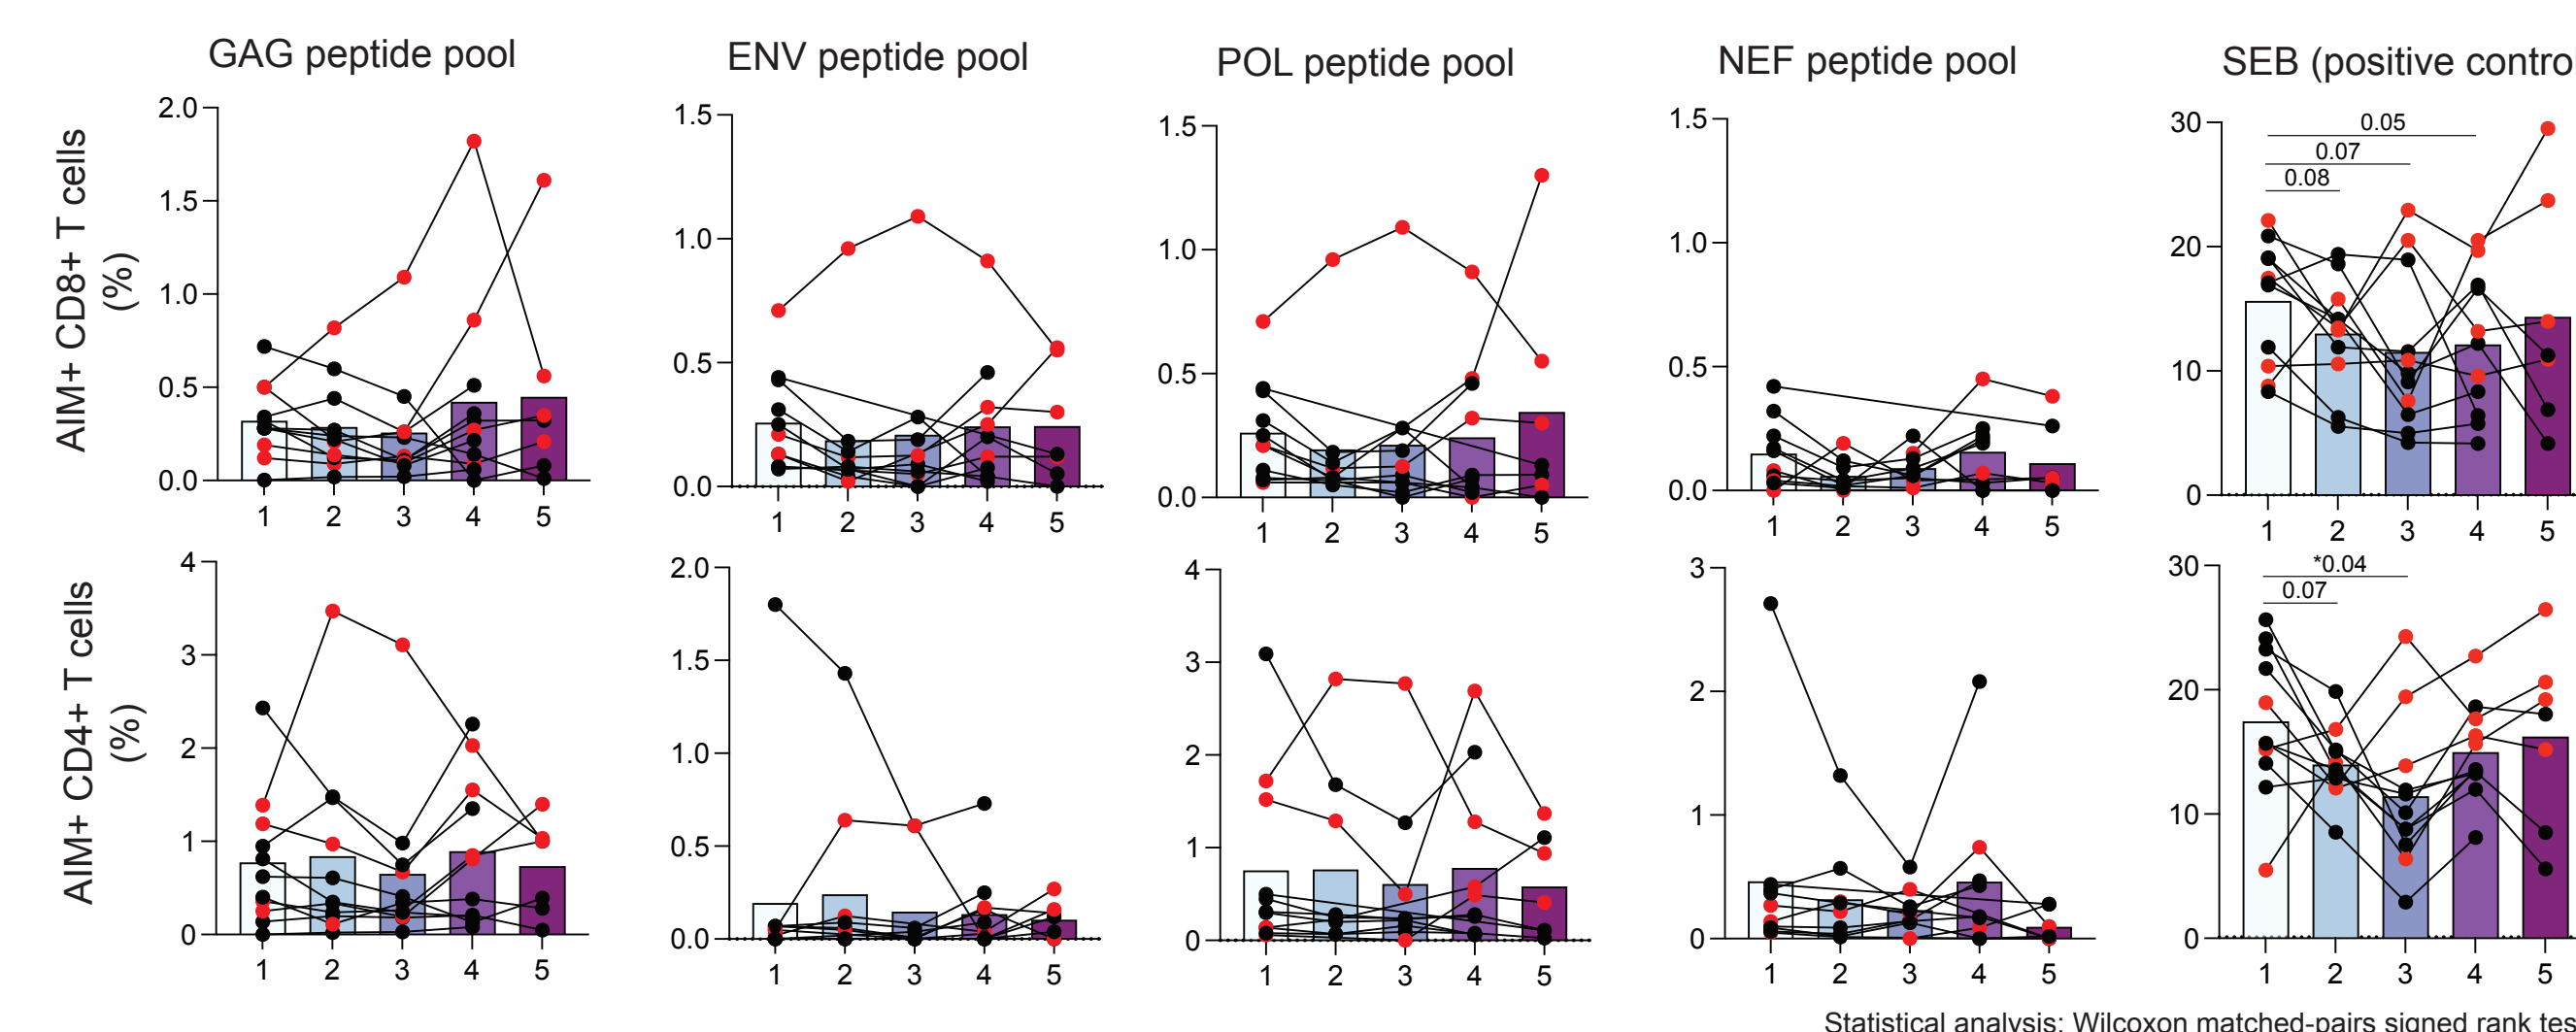 GAG peptide pool
ENV peptide pool
POL peptide pool
NEF peptide pool
SEB (positive contro
AIM+ CD8+ T cells
(%)
2.0
1.5
1.0
0.5
0.0
1 2 3 4 5
1.5
1.0
0.5
0.0
1 2 3 4 5
1.5
1.0
0.5
0.0
1 2 3 4 5
1.5
1.0
0.5
0.0
1 2 3 4 5
30
20
10
0
0.05
0.07
0.08
1 2 3 4 5
AIM+ CD4+ T cells
(%)
4
3
2
1
0
1 2 3 4 5
2.0
1.5
1.0
0.5
0.0
1 2 3 4 5
4
3
2
1
0
1 2 3 4 5
3
2
1
0
1 2 3 4 5
30
20
10
0
*0.04
0.07
1 2 3 4 5
Statistical analysis: Wilcoxon matched-pairs signed rank tes